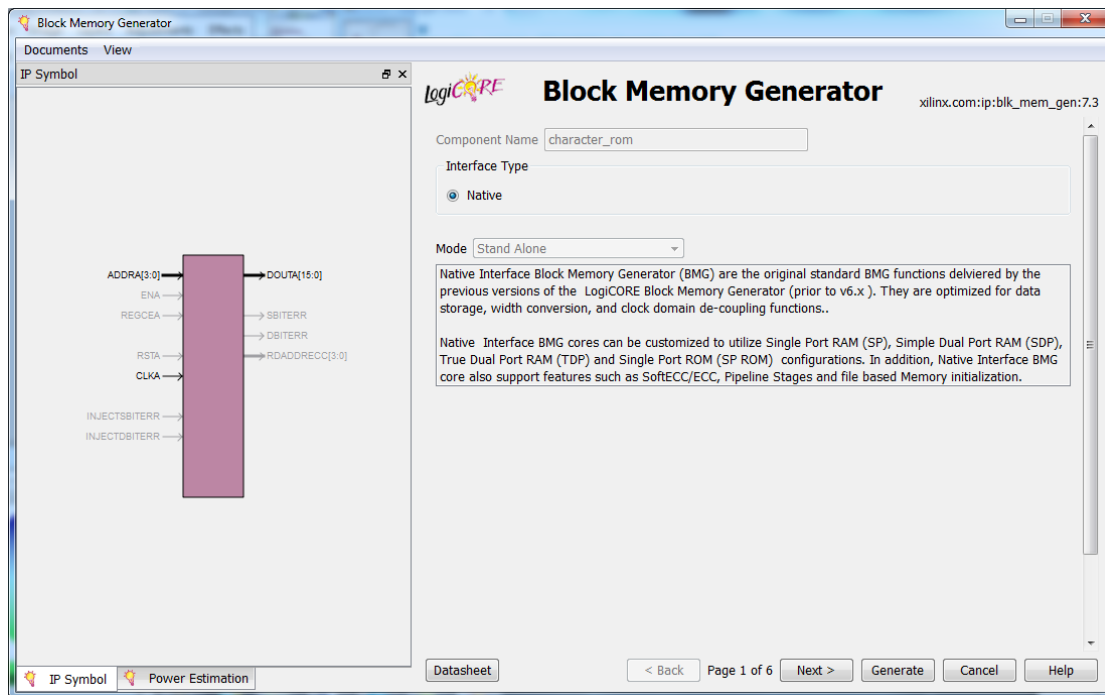 Block Memory Generator
Documents View
IP Symbol
ADDRA[3:0]
ENA
REGCEA
RSTA
CLKA
INJECTSBITERR
INJECTDBITERR
DOUTA[15:0]
SBITERR
DBITERR
RDADDRECC[3:0]
IP Symbol
Power Estimation
LogiCORE
Block Memory Generator
xilinx.com:ip:blk_mem_gen:7.3
Component Name character_rom
Interface Type
Native
Mode Stand Alone
Native Interface Block Memory Generator (BMG) are the original standard BMG functions delviered by the
previous versions of the LogiCORE Block Memory Generator (prior to v6.x ). They are optimized for data
storage, width conversion, and clock domain de-coupling functions..
Native Interface BMG cores can be customized to utilize Single Port RAM (SP), Simple Dual Port RAM (SDP),
True Dual Port RAM (TDP) and Single Port ROM (SP ROM) configurations. In addition, Native Interface BMG
core also support features such as SoftECC/ECC, Pipeline Stages and file based Memory initialization.
Datasheet
< Back Page 1 of 6 Next > Generate Cancel Help